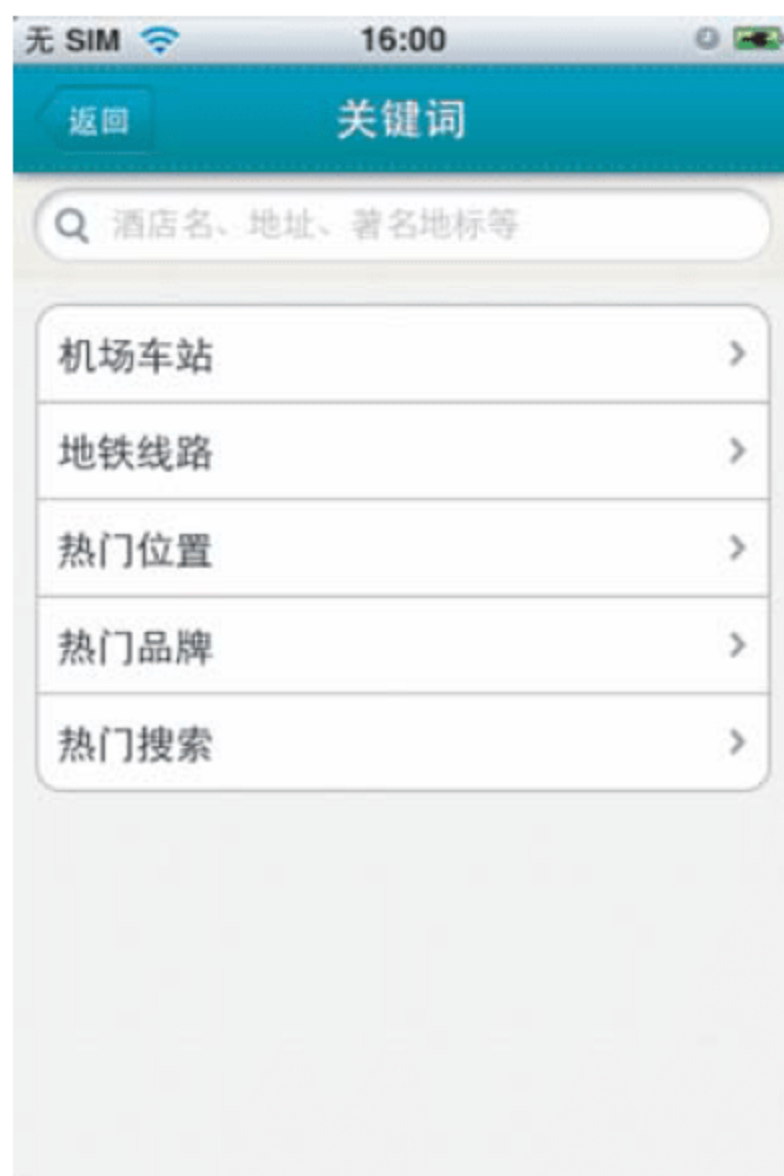 无 SIM 16:00
返回 关键词
酒店名、地址、著名地标等
机场车站
地铁线路
热门位置
热门品牌
热门搜索